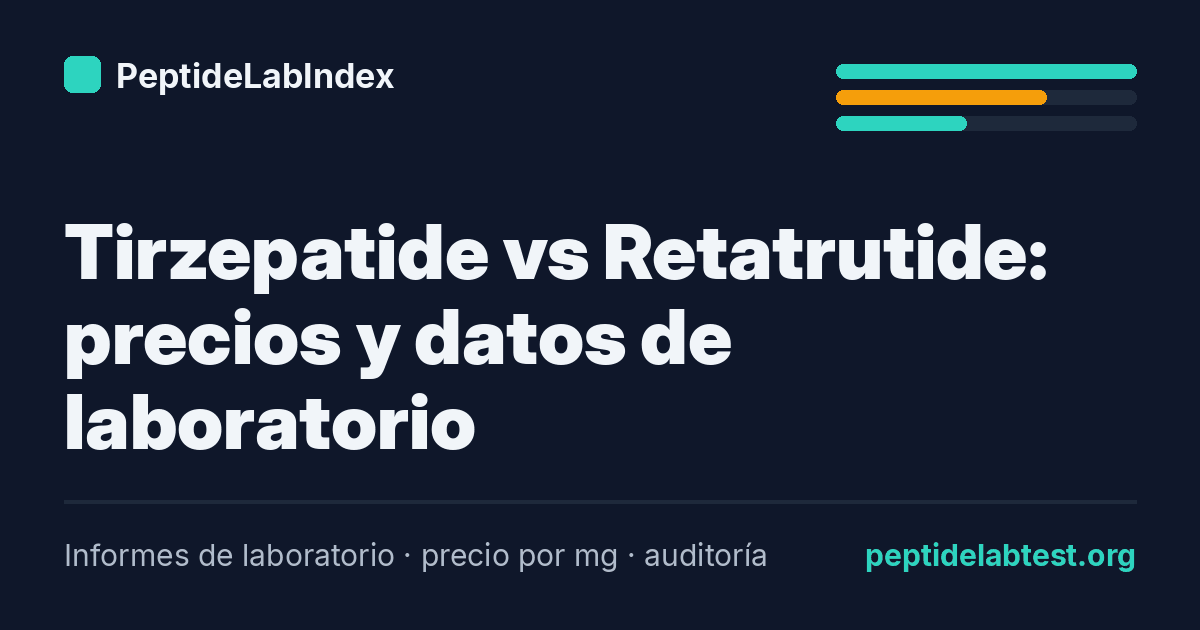 PeptideLabIndex
Tirzepatide vs Retatrutide:
precios y datos de
laboratorio
Informes de laboratorio · precio por mg · auditoría
peptidelabtest.org